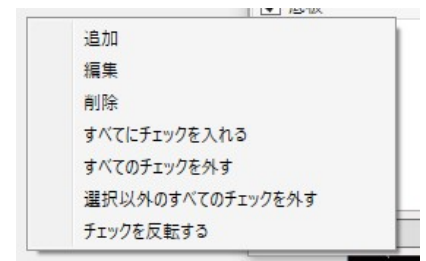 追加
編集
削除
すべてにチェックを入れる
すべてのチェックを外す
選択以外のすべてのチェックを外す
チェックを反転する